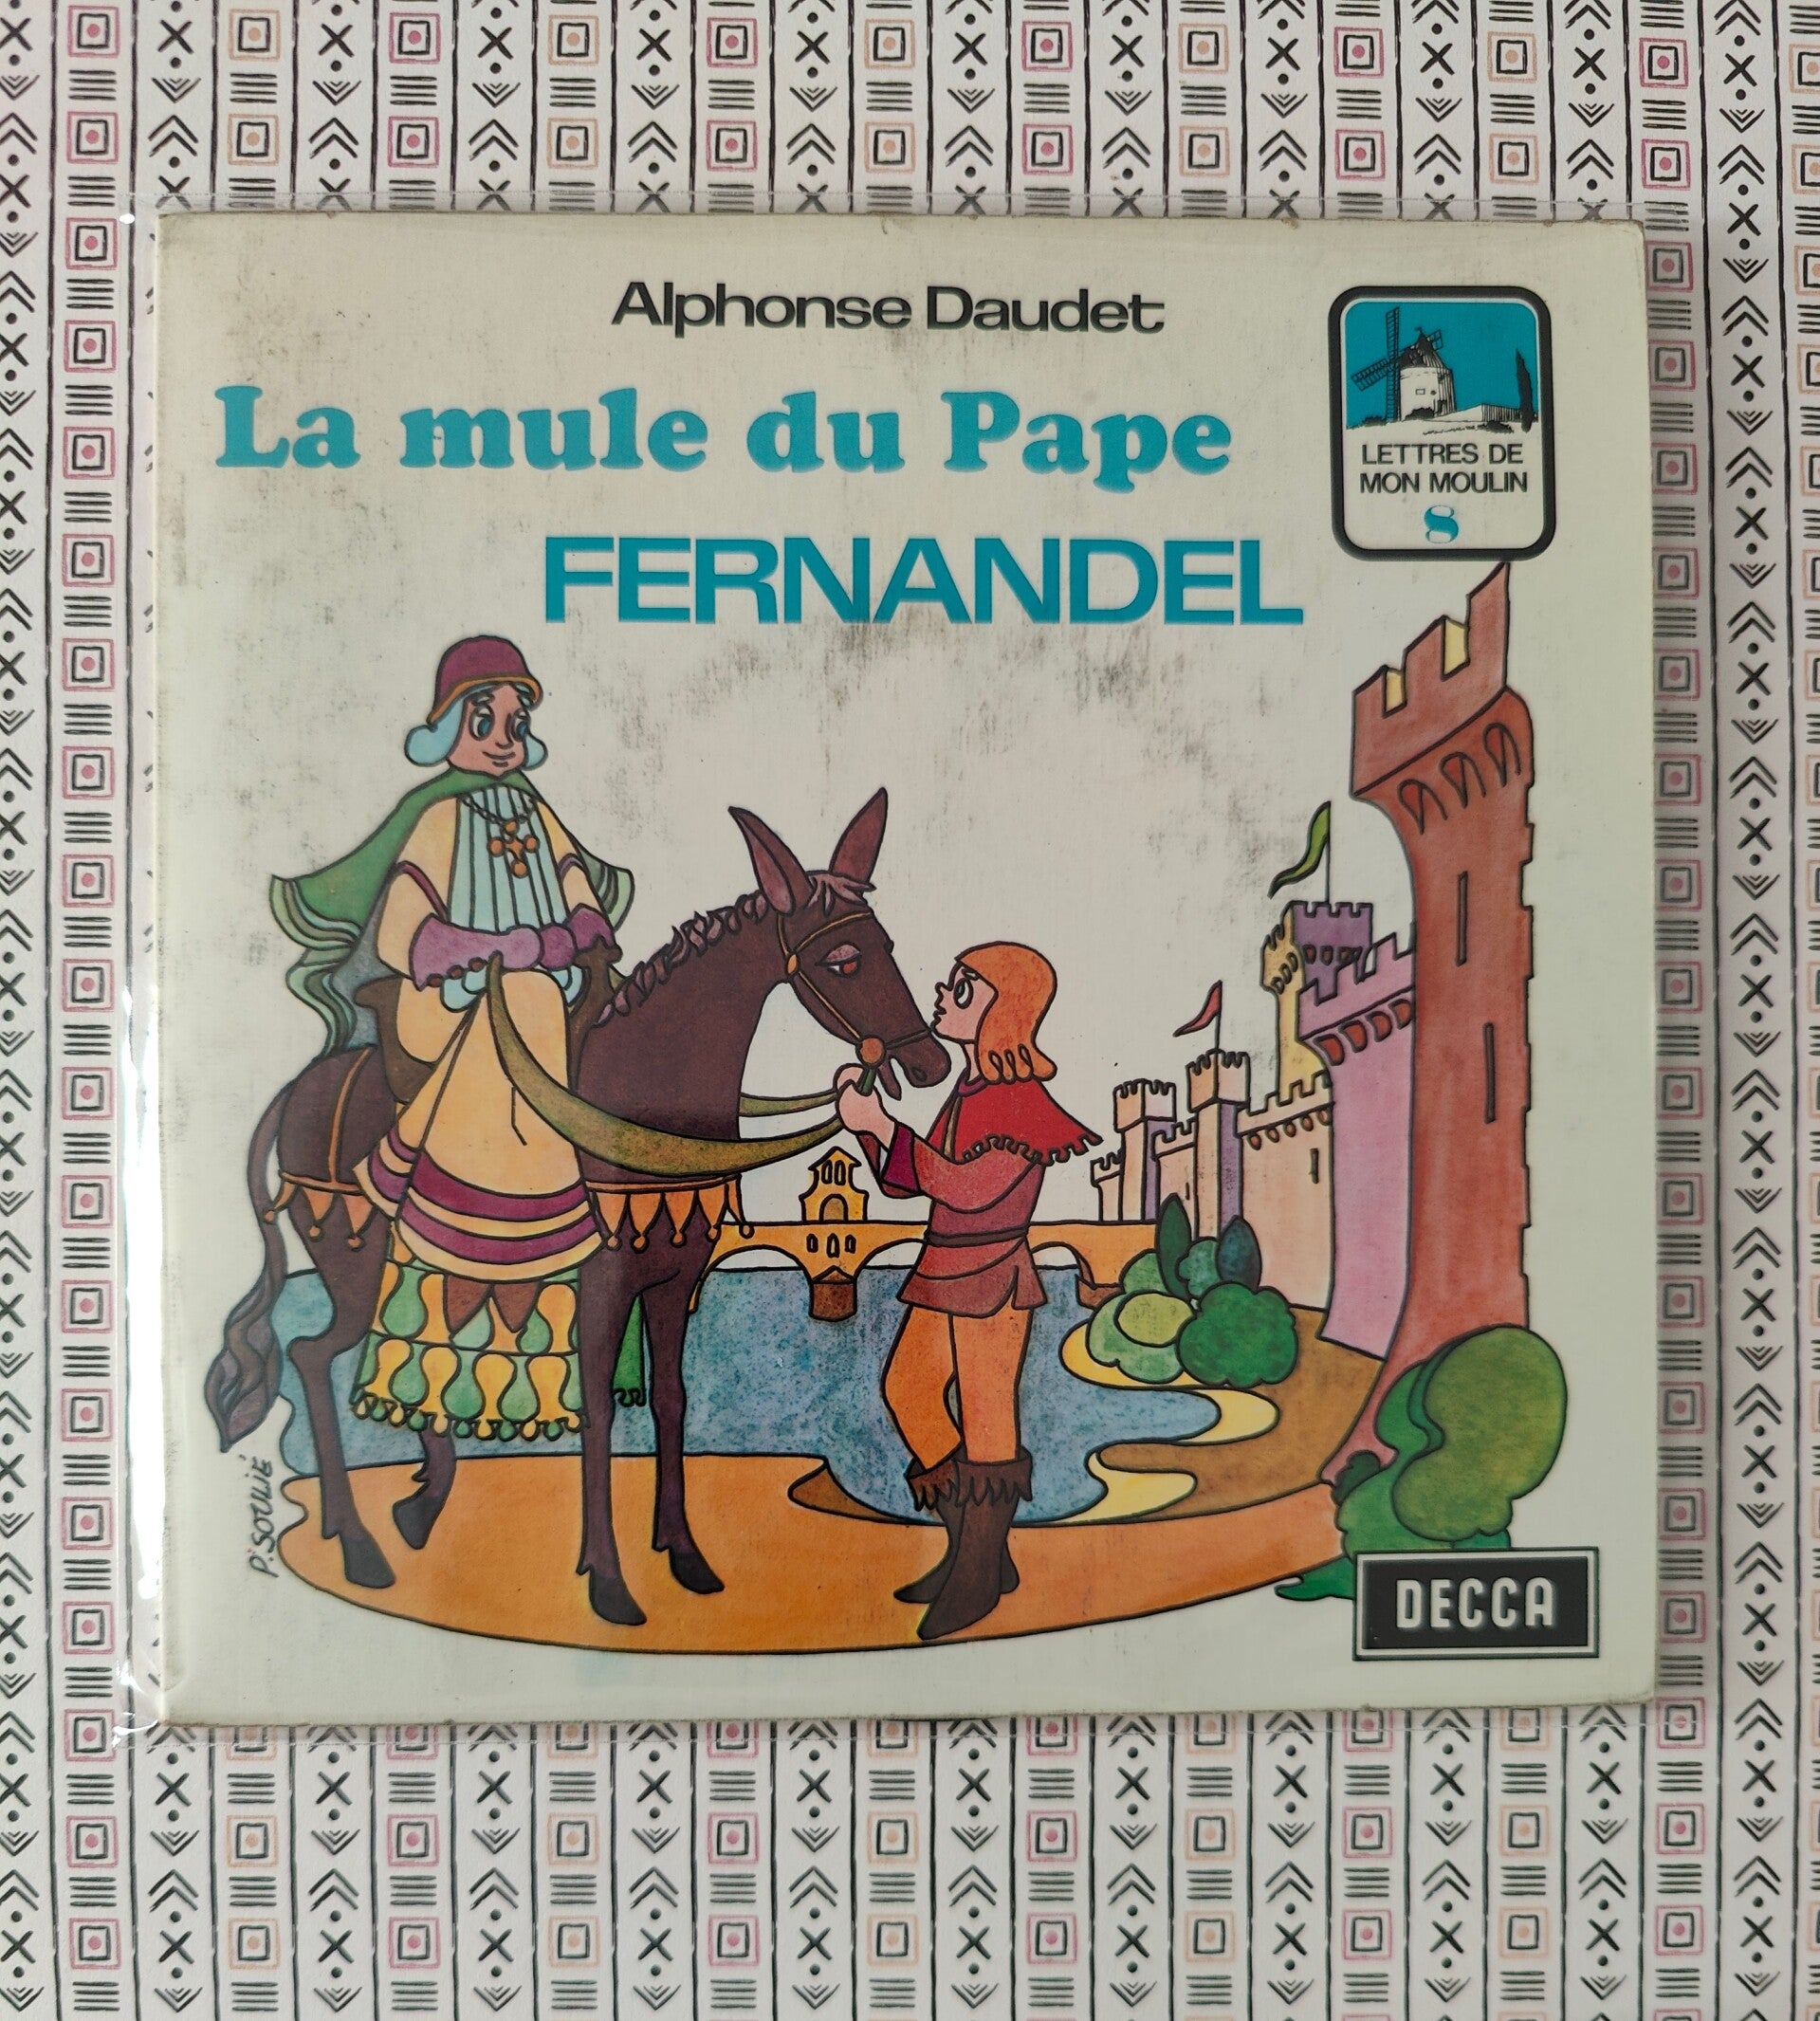 Alphonse Daudet
La mule du Pape
FERNANDEL
LETTRES DE
MON MOULIN
8
P. SOULIÉ
DECCA